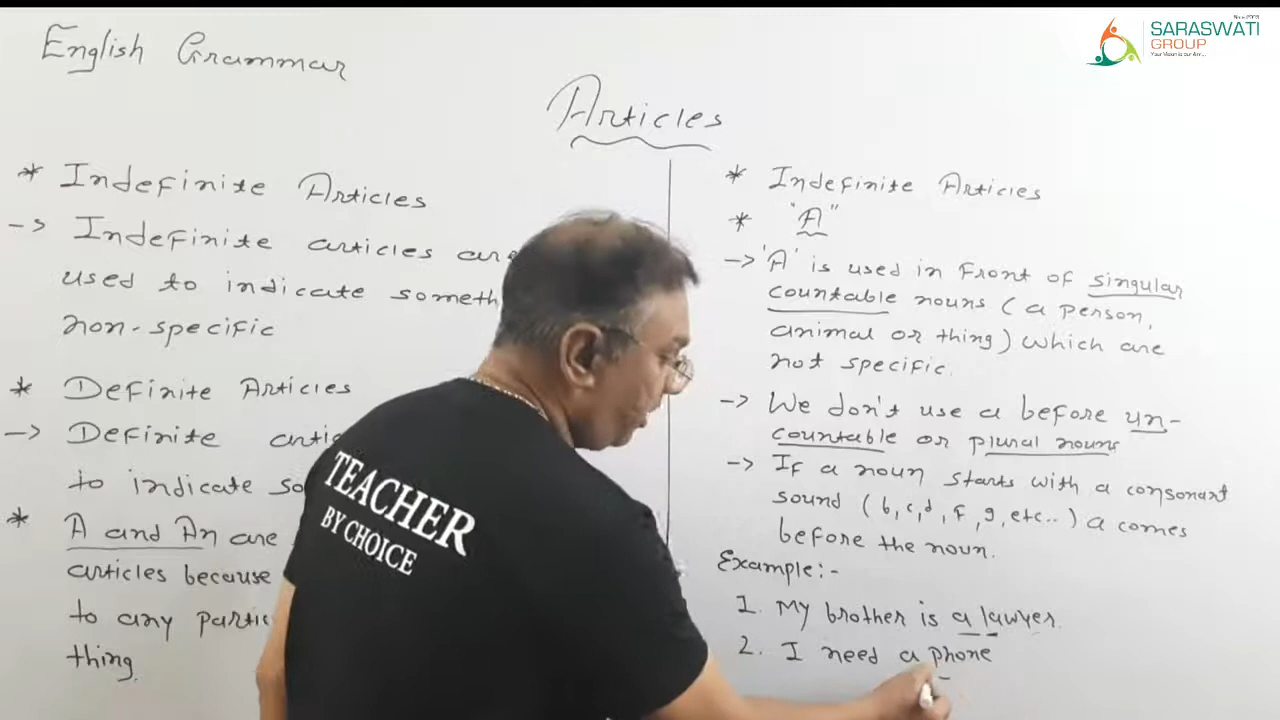 Since 2001
SARASWATI
GROUP
English Grammar
Articles
* Indefinite Articles
-> Indefinite articles are
used to indicate someth
non-specific
* Definite Articles
-> Definite arti
to indicate so
* A and An are
articles because
to any partic
thing.
* Indefinite Articles
* "A"
-> 'A' is used in front of singular
countable nouns (a person,
animal or thing) which are
not specific.
-> We don't use a before un-
countable or plural nouns
-> If a noun starts with a consonant
sound (b, c, d, f, g, etc...) a comes
before the noun.
Example:-
1. My brother is a lawyer.
2. I need a phone
TEACHER
BY CHOICE